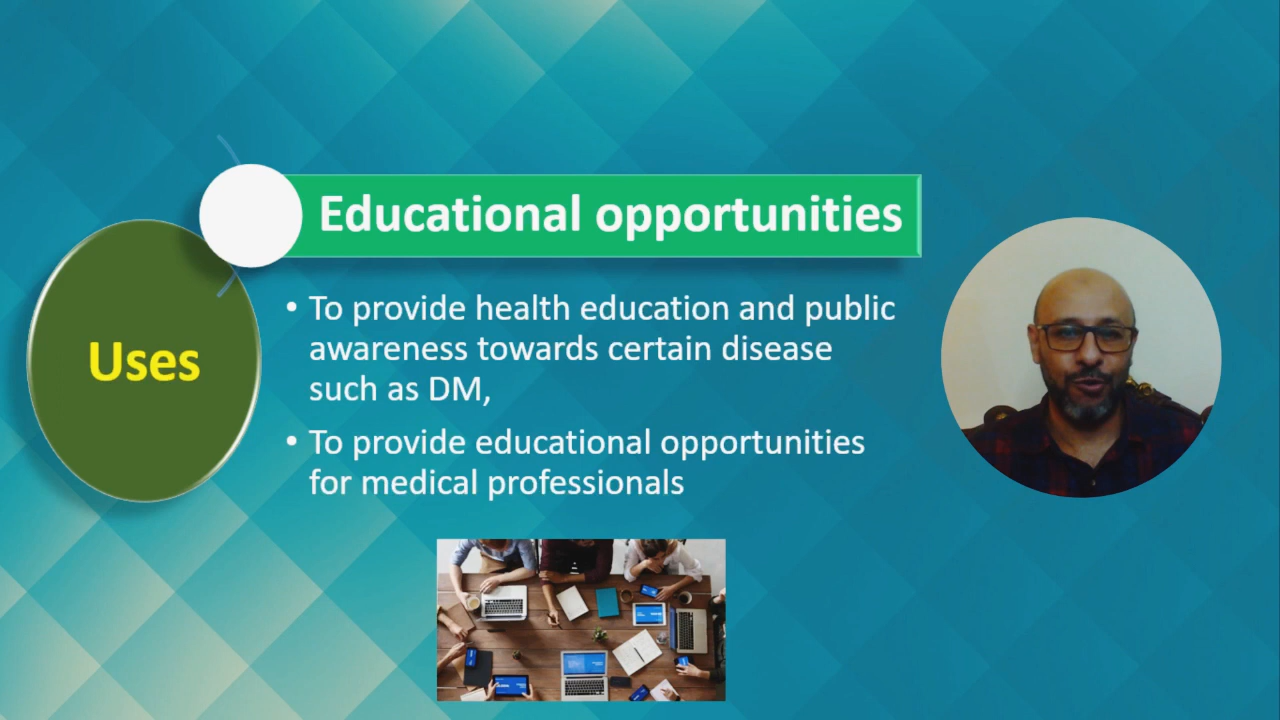 Educational opportunities
Uses
• To provide health education and public
awareness towards certain disease
such as DM,
• To provide educational opportunities
for medical professionals